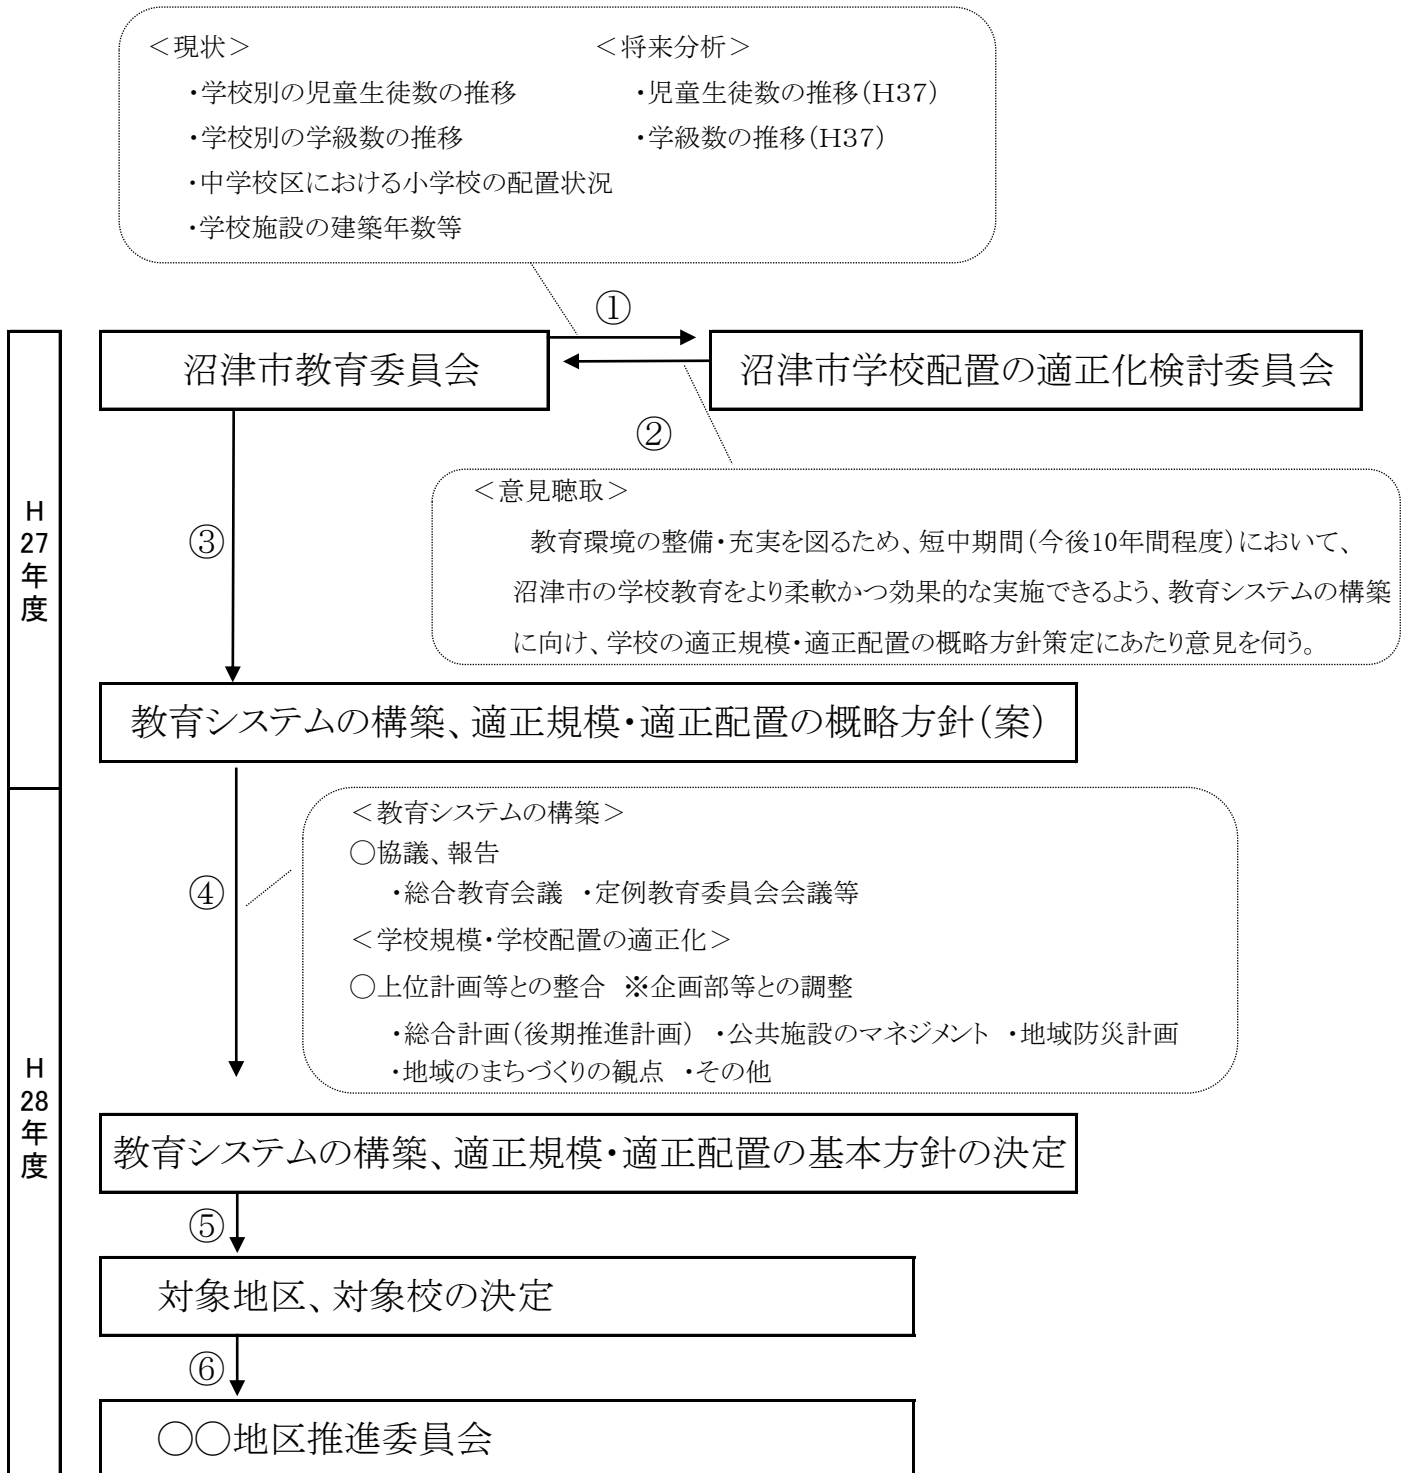 ＜現状＞
・学校別の児童生徒数の推移
・学校別の学級数の推移
・中学校区における小学校の配置状況
・学校施設の建築年数等
＜将来分析＞
・児童生徒数の推移(H37)
・学級数の推移(H37)
①
H27年度
沼津市教育委員会
沼津市学校配置の適正化検討委員会
②
＜意見聴取＞
教育環境の整備・充実を図るため、短中期間(今後10年間程度)において、
沼津市の学校教育をより柔軟かつ効果的な実施できるよう、教育システムの構築
に向け、学校の適正規模・適正配置の概略方針策定にあたり意見を伺う。
③
教育システムの構築、適正規模・適正配置の概略方針(案)
H28年度
④
＜教育システムの構築＞
○協議、報告
・総合教育会議 ・定例教育委員会会議等
＜学校規模・学校配置の適正化＞
○上位計画等との整合 ※企画部等との調整
・総合計画(後期推進計画) ・公共施設のマネジメント ・地域防災計画
・地域のまちづくりの観点 ・その他
教育システムの構築、適正規模・適正配置の基本方針の決定
⑤
対象地区、対象校の決定
⑥
○○地区推進委員会